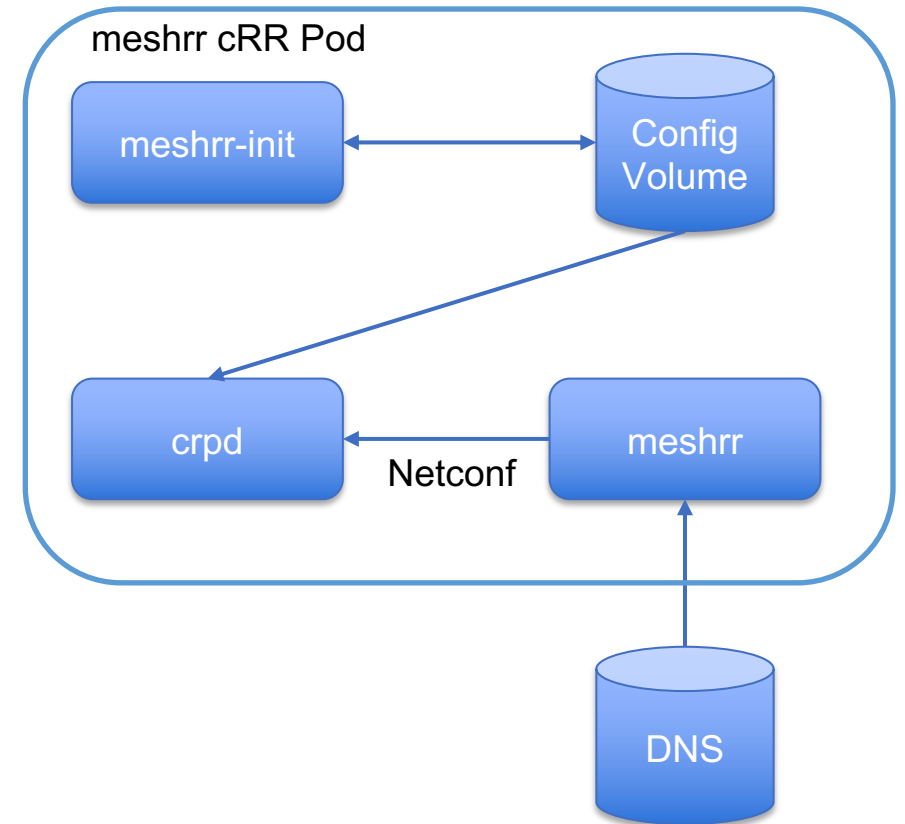 meshrr cRR Pod
meshrr-init
Config
Volume
crpd
Netconf
meshrr
DNS